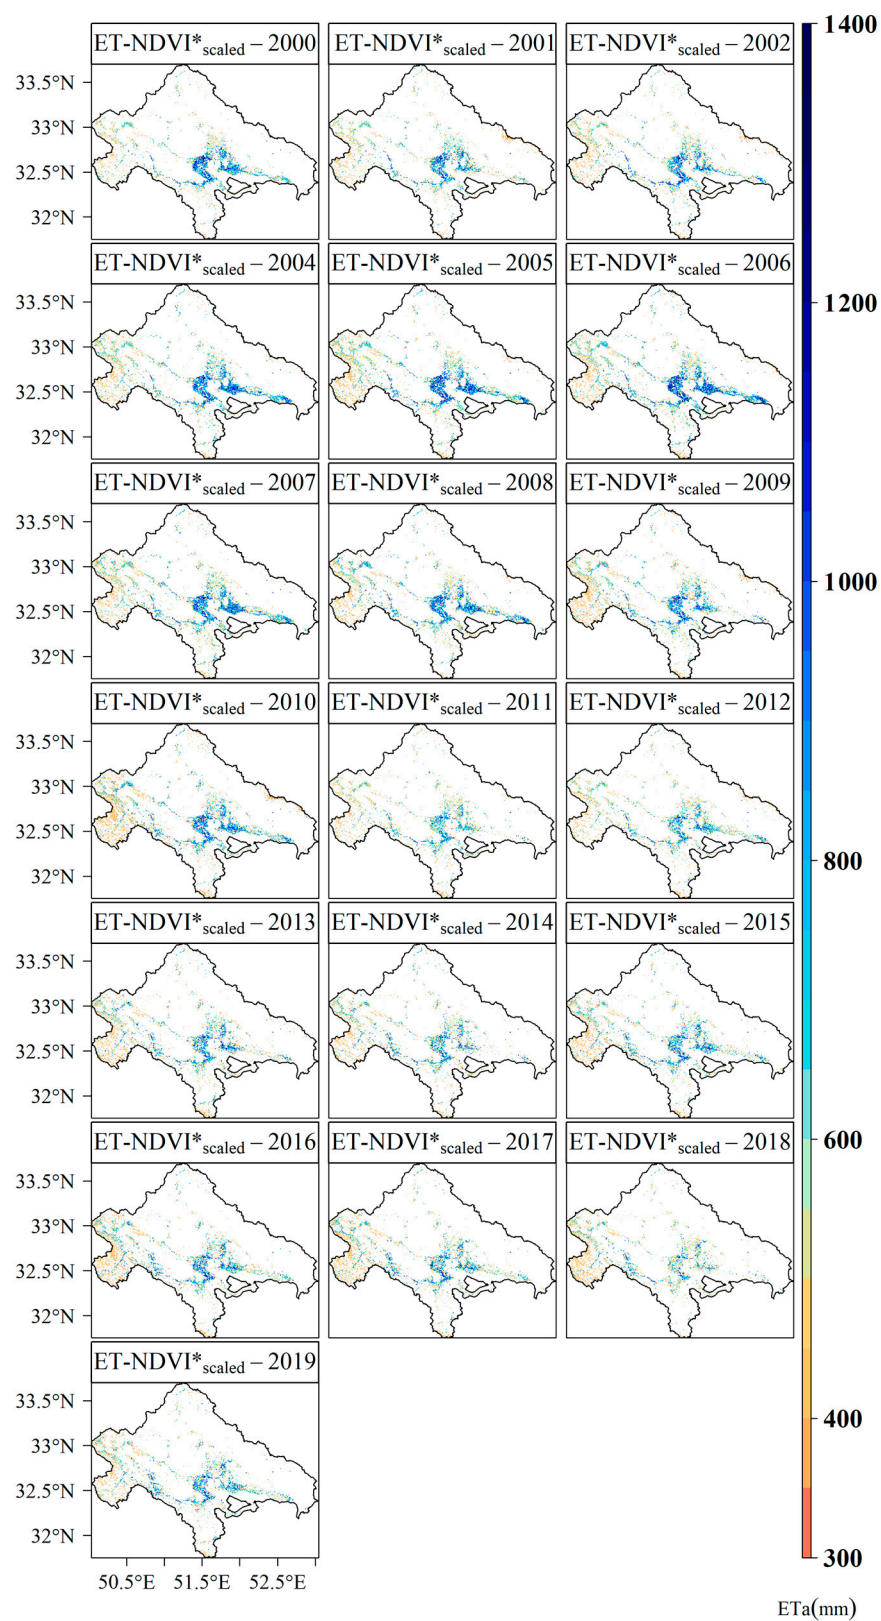 ET-NDVI*scaled – 2000 ET-NDVI*scaled – 2001 ET-NDVI*scaled – 2002
1400
33.5°N
33°N
32.5°N
32°N
ET-NDVI*scaled – 2004 ET-NDVI*scaled – 2005 ET-NDVI*scaled – 2006
33.5°N
1200
33°N
32.5°N
32°N
ET-NDVI*scaled – 2007 ET-NDVI*scaled – 2008 ET-NDVI*scaled – 2009
33.5°N
33°N
1000
32.5°N
32°N
ET-NDVI*scaled – 2010 ET-NDVI*scaled – 2011 ET-NDVI*scaled – 2012
33.5°N
33°N
32.5°N
800
32°N
ET-NDVI*scaled – 2013 ET-NDVI*scaled – 2014 ET-NDVI*scaled – 2015
33.5°N
33°N
32.5°N
32°N
600
ET-NDVI*scaled – 2016 ET-NDVI*scaled – 2017 ET-NDVI*scaled – 2018
33.5°N
33°N
32.5°N
32°N
ET-NDVI*scaled – 2019
33.5°N
400
33°N
32.5°N
32°N
300
50.5°E 51.5°E 52.5°E
ETa(mm)